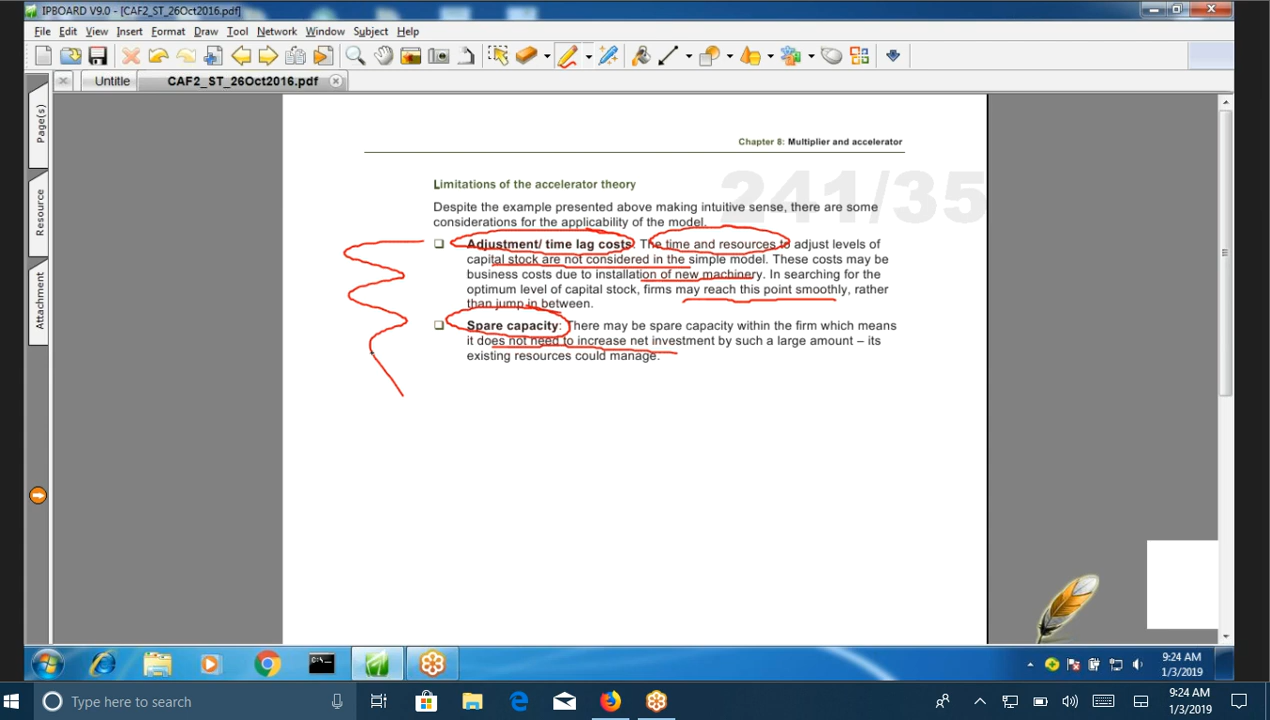 IPBOARD V9.0 - [CAF2_ST_26Oct2016.pdf]
File Edit View Insert Format Draw Tool Network Window Subject Help
Untitle CAF2_ST_26Oct2016.pdf
Page(s)
Resource
Attachment
Chapter 8: Multiplier and accelerator
241/35
Limitations of the accelerator theory
Despite the example presented above making intuitive sense, there are some
considerations for the applicability of the model.
Adjustment/ time lag costs: The time and resources to adjust levels of
capital stock are not considered in the simple model. These costs may be
business costs due to installation of new machinery. In searching for the
optimum level of capital stock, firms may reach this point smoothly, rather
than jump in between.
Spare capacity: There may be spare capacity within the firm which means
it does not need to increase net investment by such a large amount – its
existing resources could manage.
9:24 AM
1/3/2019
Type here to search
9:24 AM
1/3/2019